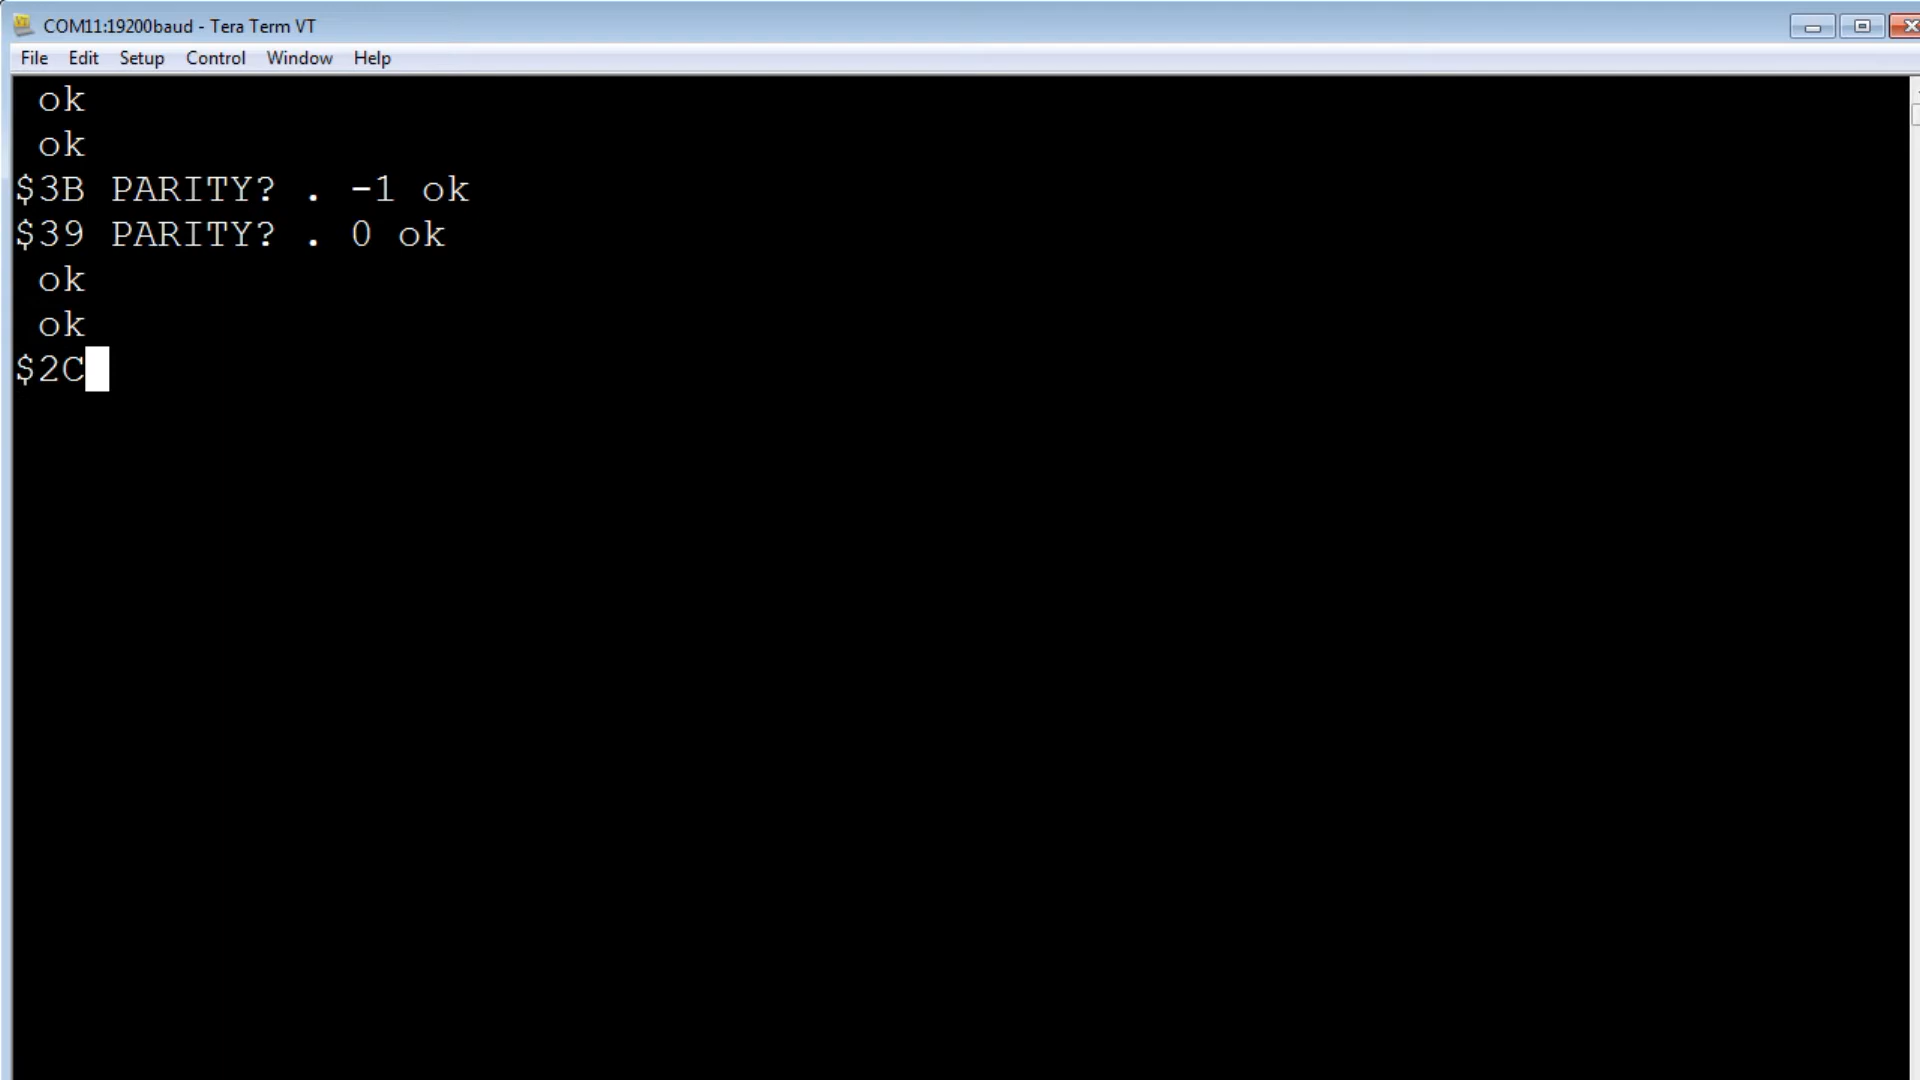 COM11:19200baud - Tera Term VT
File Edit Setup Control Window Help
ok
ok
$3B PARITY? . -1 ok
$39 PARITY? . 0 ok
ok
ok
$2C